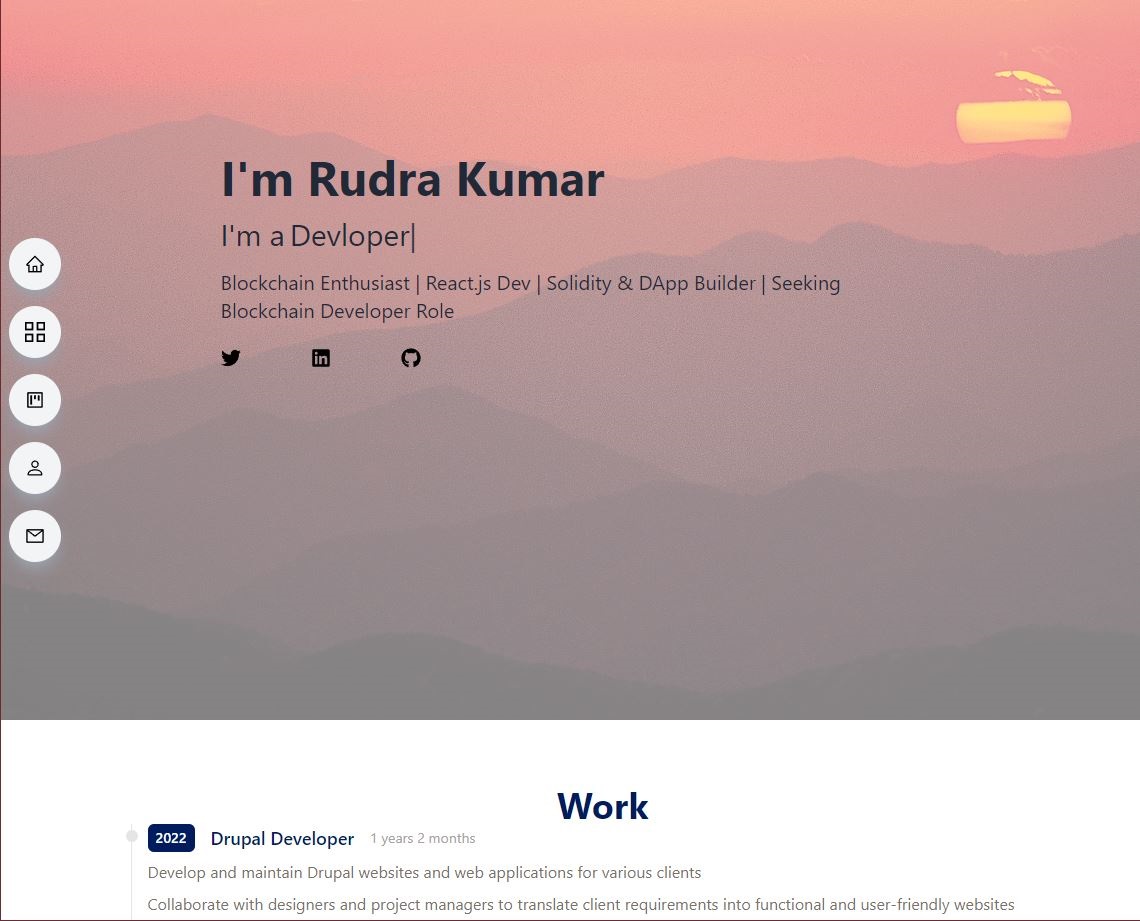 I'm Rudra Kumar
I'm a Devloper|
Blockchain Enthusiast | React.js Dev | Solidity & DApp Builder | Seeking
Blockchain Developer Role
Work
2022 Drupal Developer 1 years 2 months
Develop and maintain Drupal websites and web applications for various clients
Collaborate with designers and project managers to translate client requirements into functional and user-friendly websites